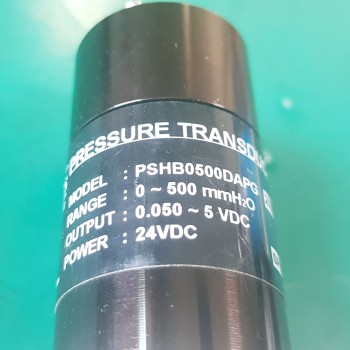 PRESSURE TRANSDU
MODEL : PSHB0500DAPG
RANGE : 0 ~ 500 mmH₂O
OUTPUT : 0.050 ~ 5 VDC
POWER : 24VDC